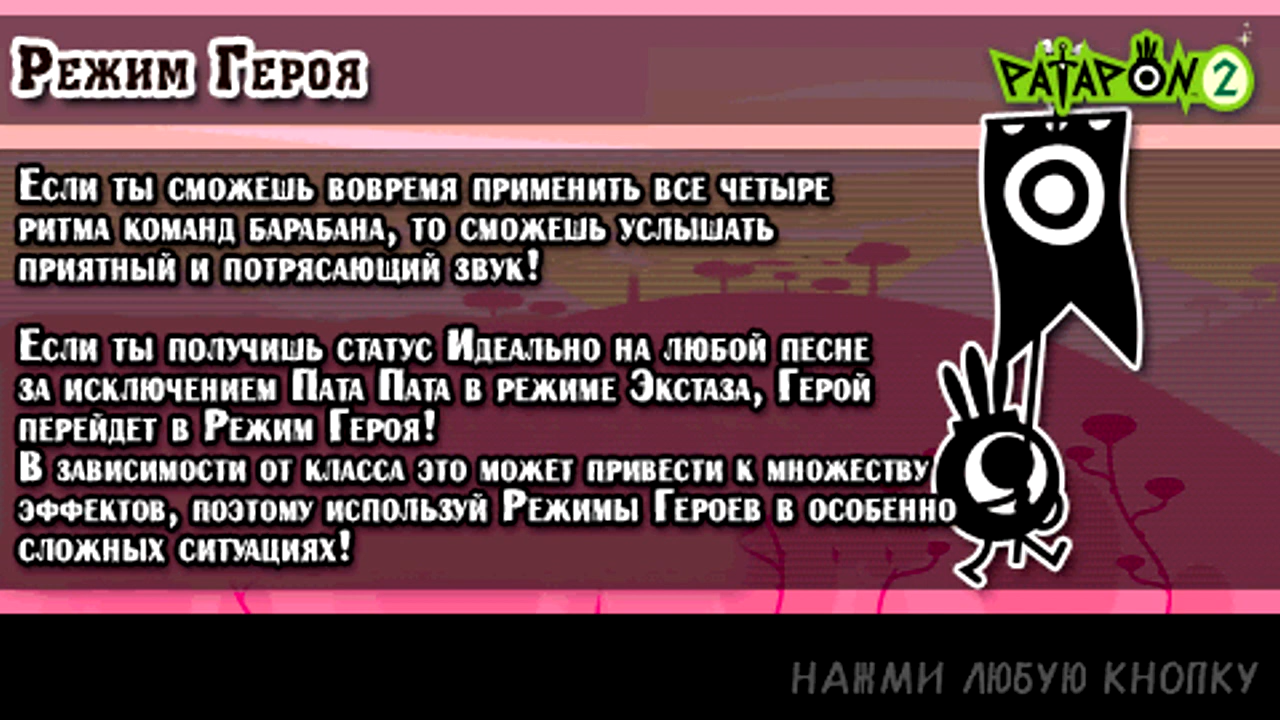 Режим Героя
PATAPON 2
Если ты сможешь вовремя применить все четыре
ритма команд барабана, то сможешь услышать
приятный и потрясающий звук!
Если ты получишь статус Идеально на любой песне
за исключением Пата Пата в режиме Экстаза, Герой
перейдет в Режим Героя!
В зависимости от класса это может привести к множеству
эффектов, поэтому используй Режимы Героев в особенно
сложных ситуациях!
НАЖМИ ЛЮБУЮ КНОПКУ